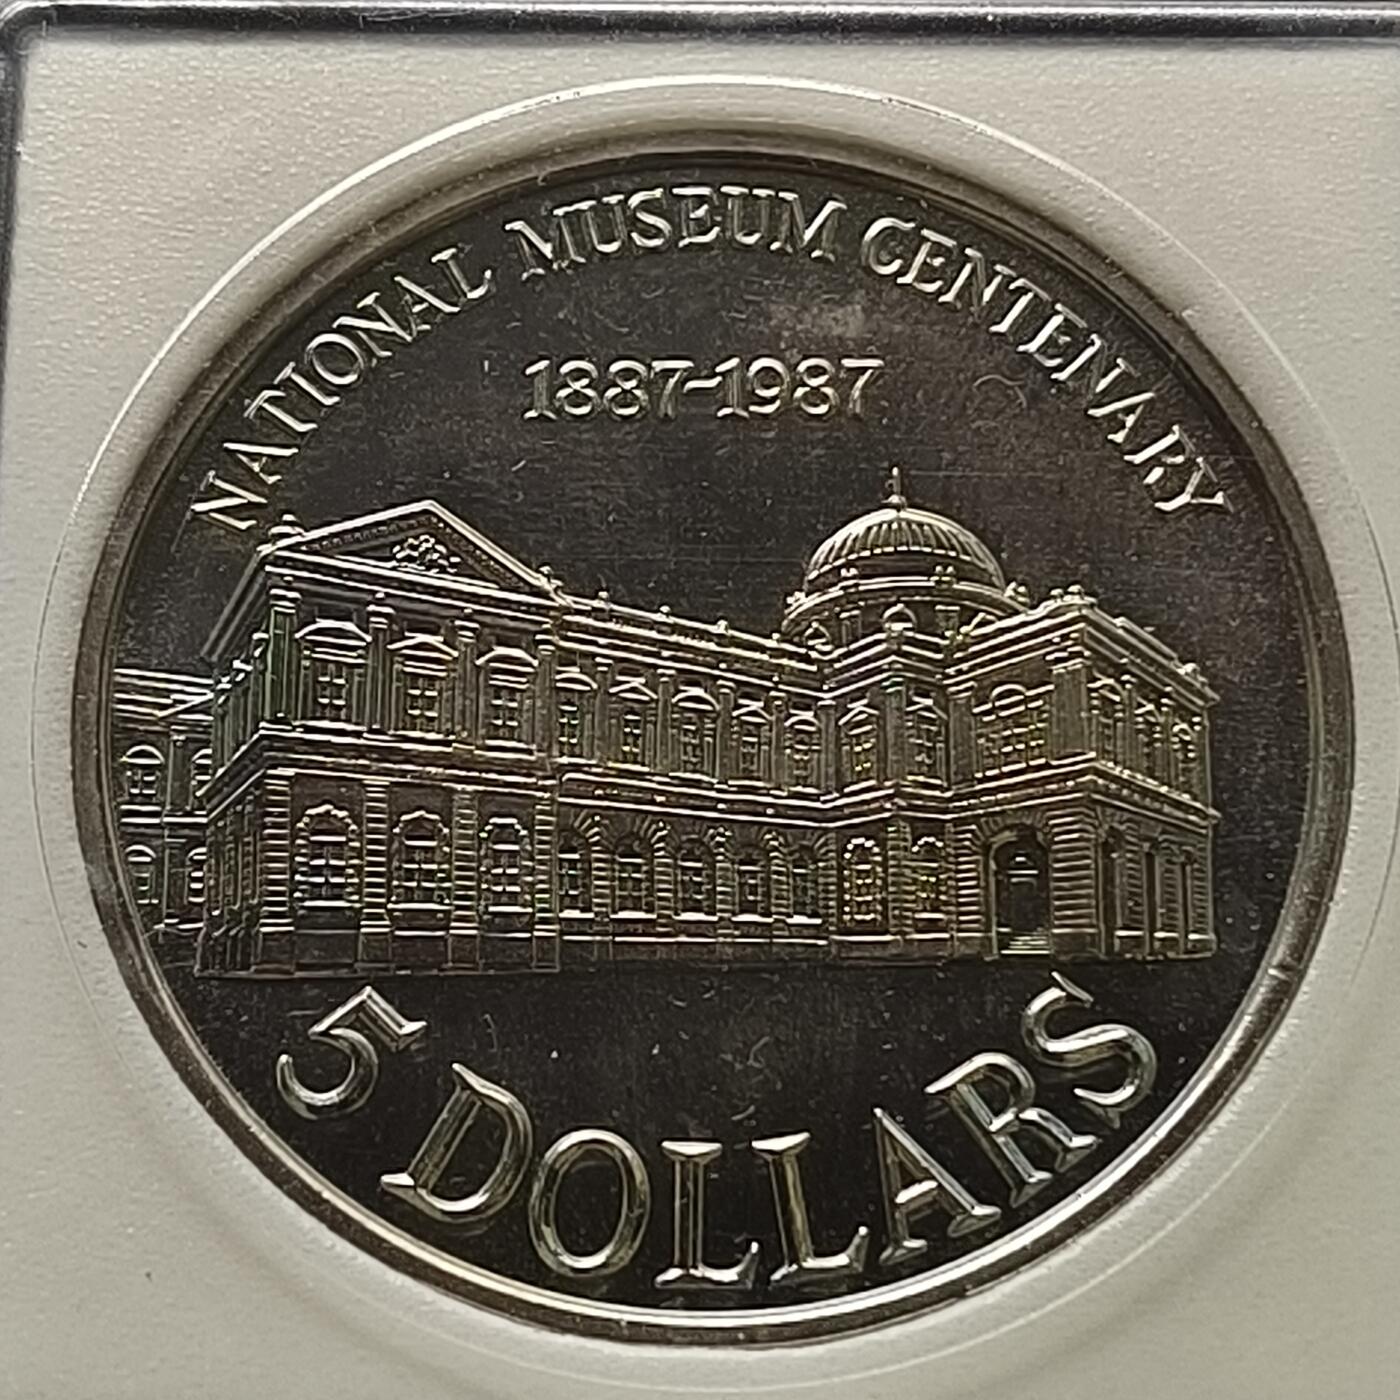 NATIONAL MUSEUM CENTENARY
1887-1987
5 DOLLARS